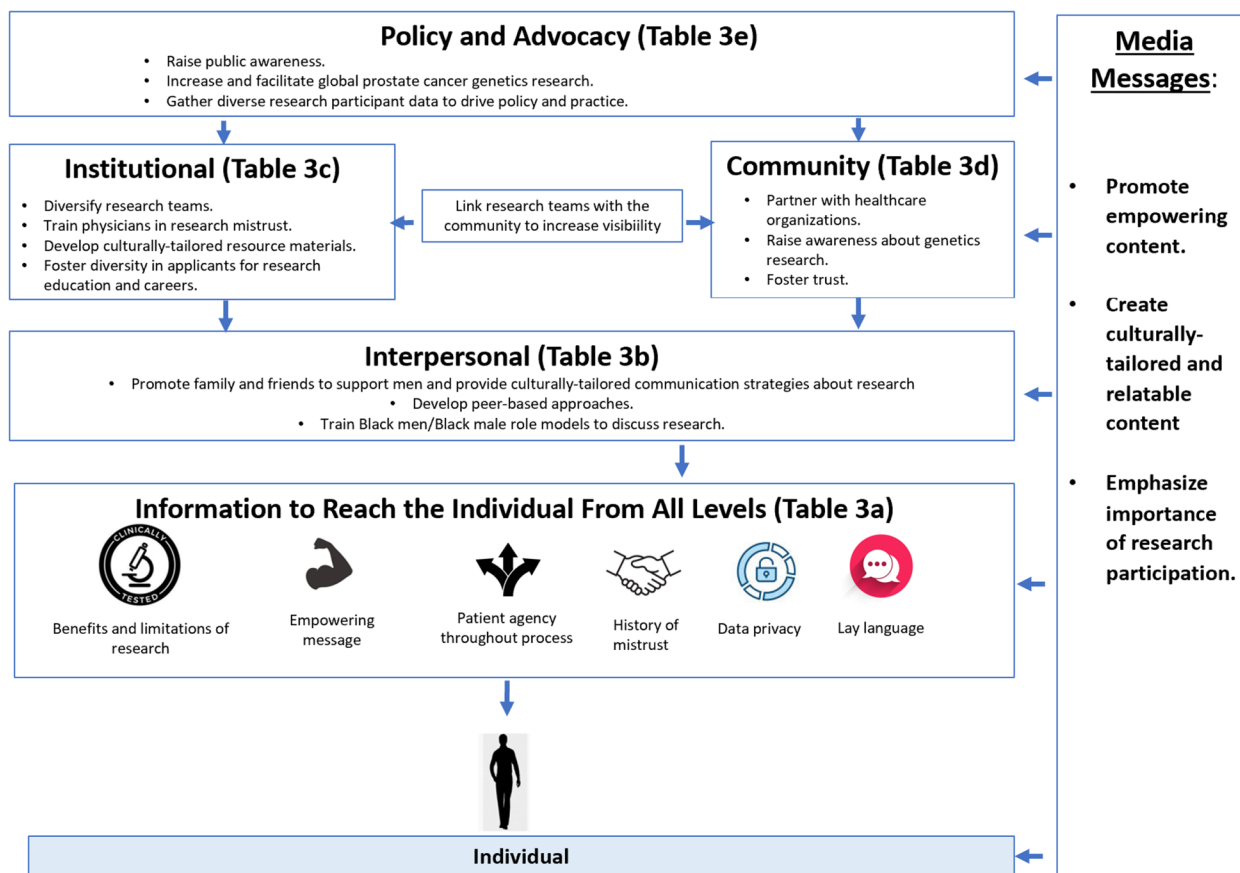 Policy and Advocacy (Table 3e)
• Raise public awareness.
• Increase and facilitate global prostate cancer genetics research.
• Gather diverse research participant data to drive policy and practice.
Institutional (Table 3c)
• Diversify research teams.
• Train physicians in research mistrust.
• Develop culturally-tailored resource materials.
• Foster diversity in applicants for research
education and careers.
Link research teams with the
community to increase visibiility
Community (Table 3d)
• Partner with healthcare
organizations.
• Raise awareness about genetics
research.
• Foster trust.
Interpersonal (Table 3b)
• Promote family and friends to support men and provide culturally-tailored communication strategies about research
• Develop peer-based approaches.
• Train Black men/Black male role models to discuss research.
Information to Reach the Individual From All Levels (Table 3a)
CLINICALLY
TESTED
Benefits and limitations of
research
Empowering
message
Patient agency
throughout process
History of
mistrust
Data privacy
Lay language
Individual
Media
Messages:
• Promote
empowering
content.
• Create
culturally-
tailored and
relatable
content
• Emphasize
importance
of research
participation.